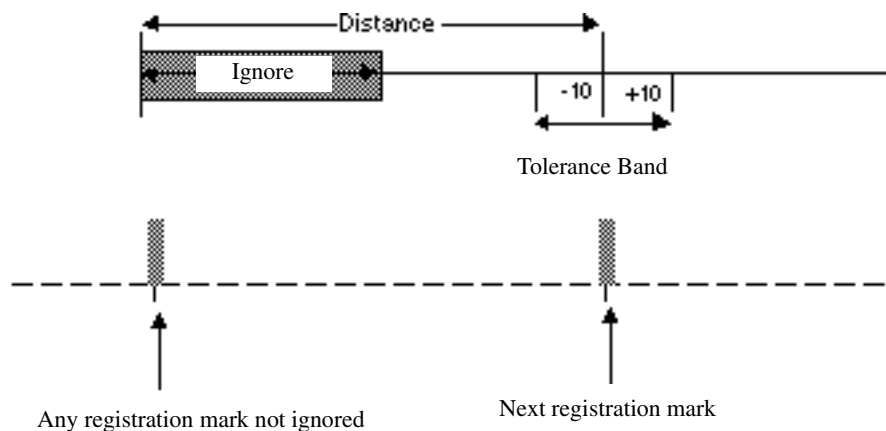 Distance
Ignore
-10 +10
Tolerance Band
Any registration mark not ignored
Next registration mark